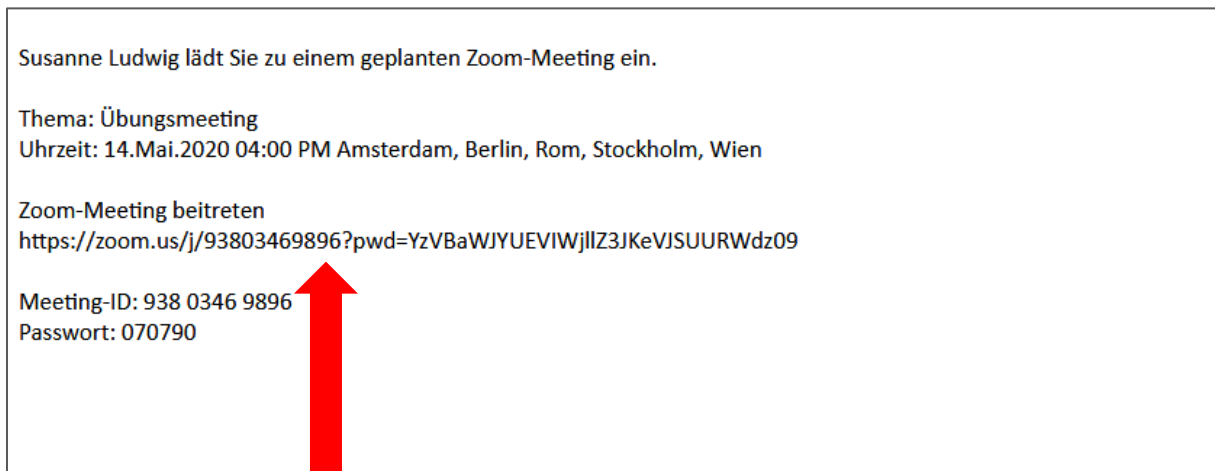 Susanne Ludwig lädt Sie zu einem geplanten Zoom-Meeting ein.
Thema: Übungsmeeting
Uhrzeit: 14.Mai.2020 04:00 PM Amsterdam, Berlin, Rom, Stockholm, Wien
Zoom-Meeting beitreten
https://zoom.us/j/93803469896?pwd=YzVBaWJYUEVIWjllZ3JKeVJSUURWdz09
Meeting-ID: 938 0346 9896
Passwort: 070790